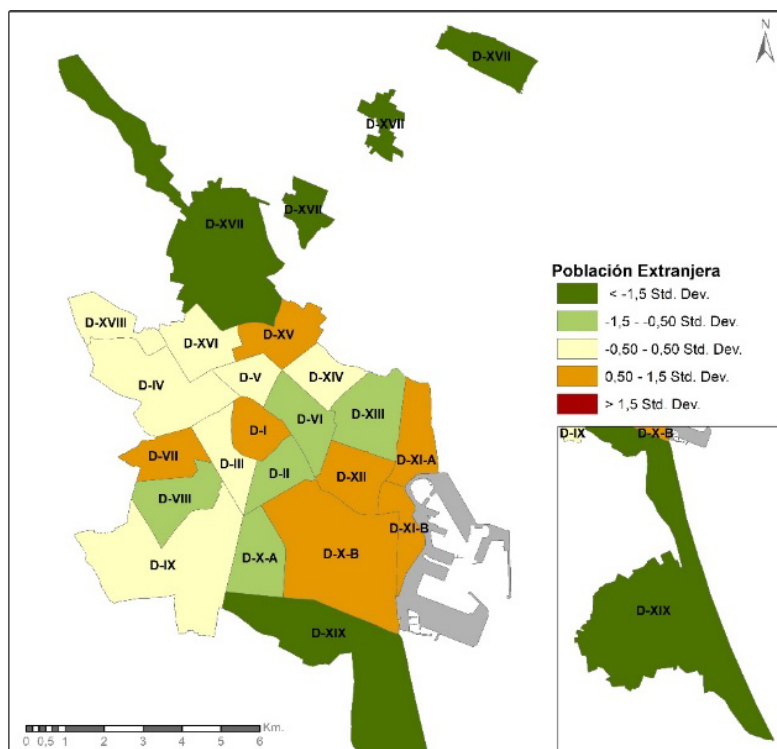 N
D-XVII
D-XVII
D-XVII
D-XVII
Población Extranjera
< -1,5 Std. Dev.
-1,5 - -0,50 Std. Dev.
-0,50 - 0,50 Std. Dev.
0,50 - 1,5 Std. Dev.
> 1,5 Std. Dev.
D-XVIII
D-XVI
D-XV
D-IV
D-V
D-XIV
D-I
D-VI
D-XIII
D-VII
D-III
D-II
D-XII
D-XI-A
D-VIII
D-XI-B
D-IX
D-X-A
D-X-B
D-XIX
D-IX
D-X-B
D-XIX
Km.
0 0,5 1 2 3 4 5 6